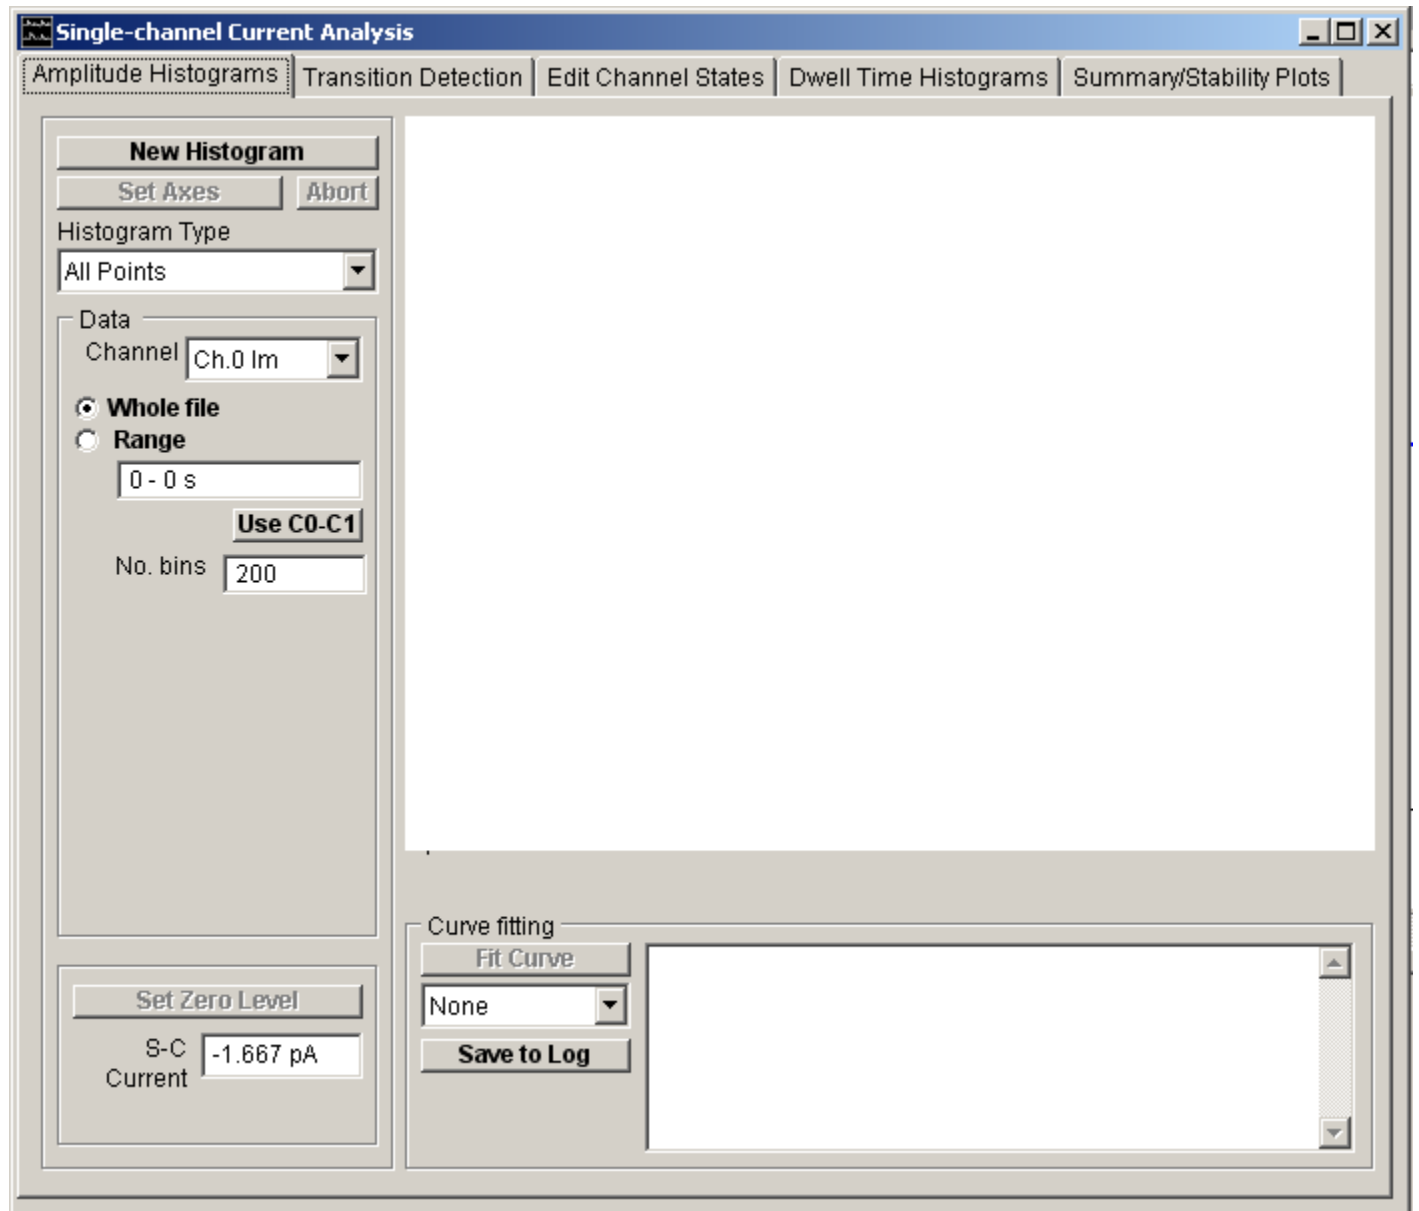 Single-channel Current Analysis
Amplitude Histograms Transition Detection Edit Channel States Dwell Time Histograms Summary/Stability Plots
New Histogram
Set Axes Abort
Histogram Type
All Points
Data
Channel Ch.0 Im
Whole file
Range
0 - 0 s
Use C0-C1
No. bins 200
Curve fitting
Fit Curve
None
Save to Log
Set Zero Level
S-C Current -1.667 pA